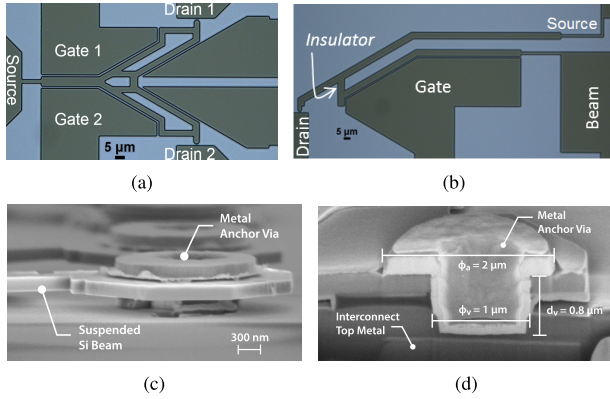 Drain 1
Gate 1
Source
Gate 2
5 μm
Drain 2
(a)
Source
Insulator
Gate
Beam
5 μm
Drain
(b)
Metal
Anchor Via
Suspended
Si Beam
300 nm
(c)
Metal
Anchor Via
ϕa = 2 μm
ϕv = 1 μm
dv = 0.8 μm
Interconnect
Top Metal
(d)